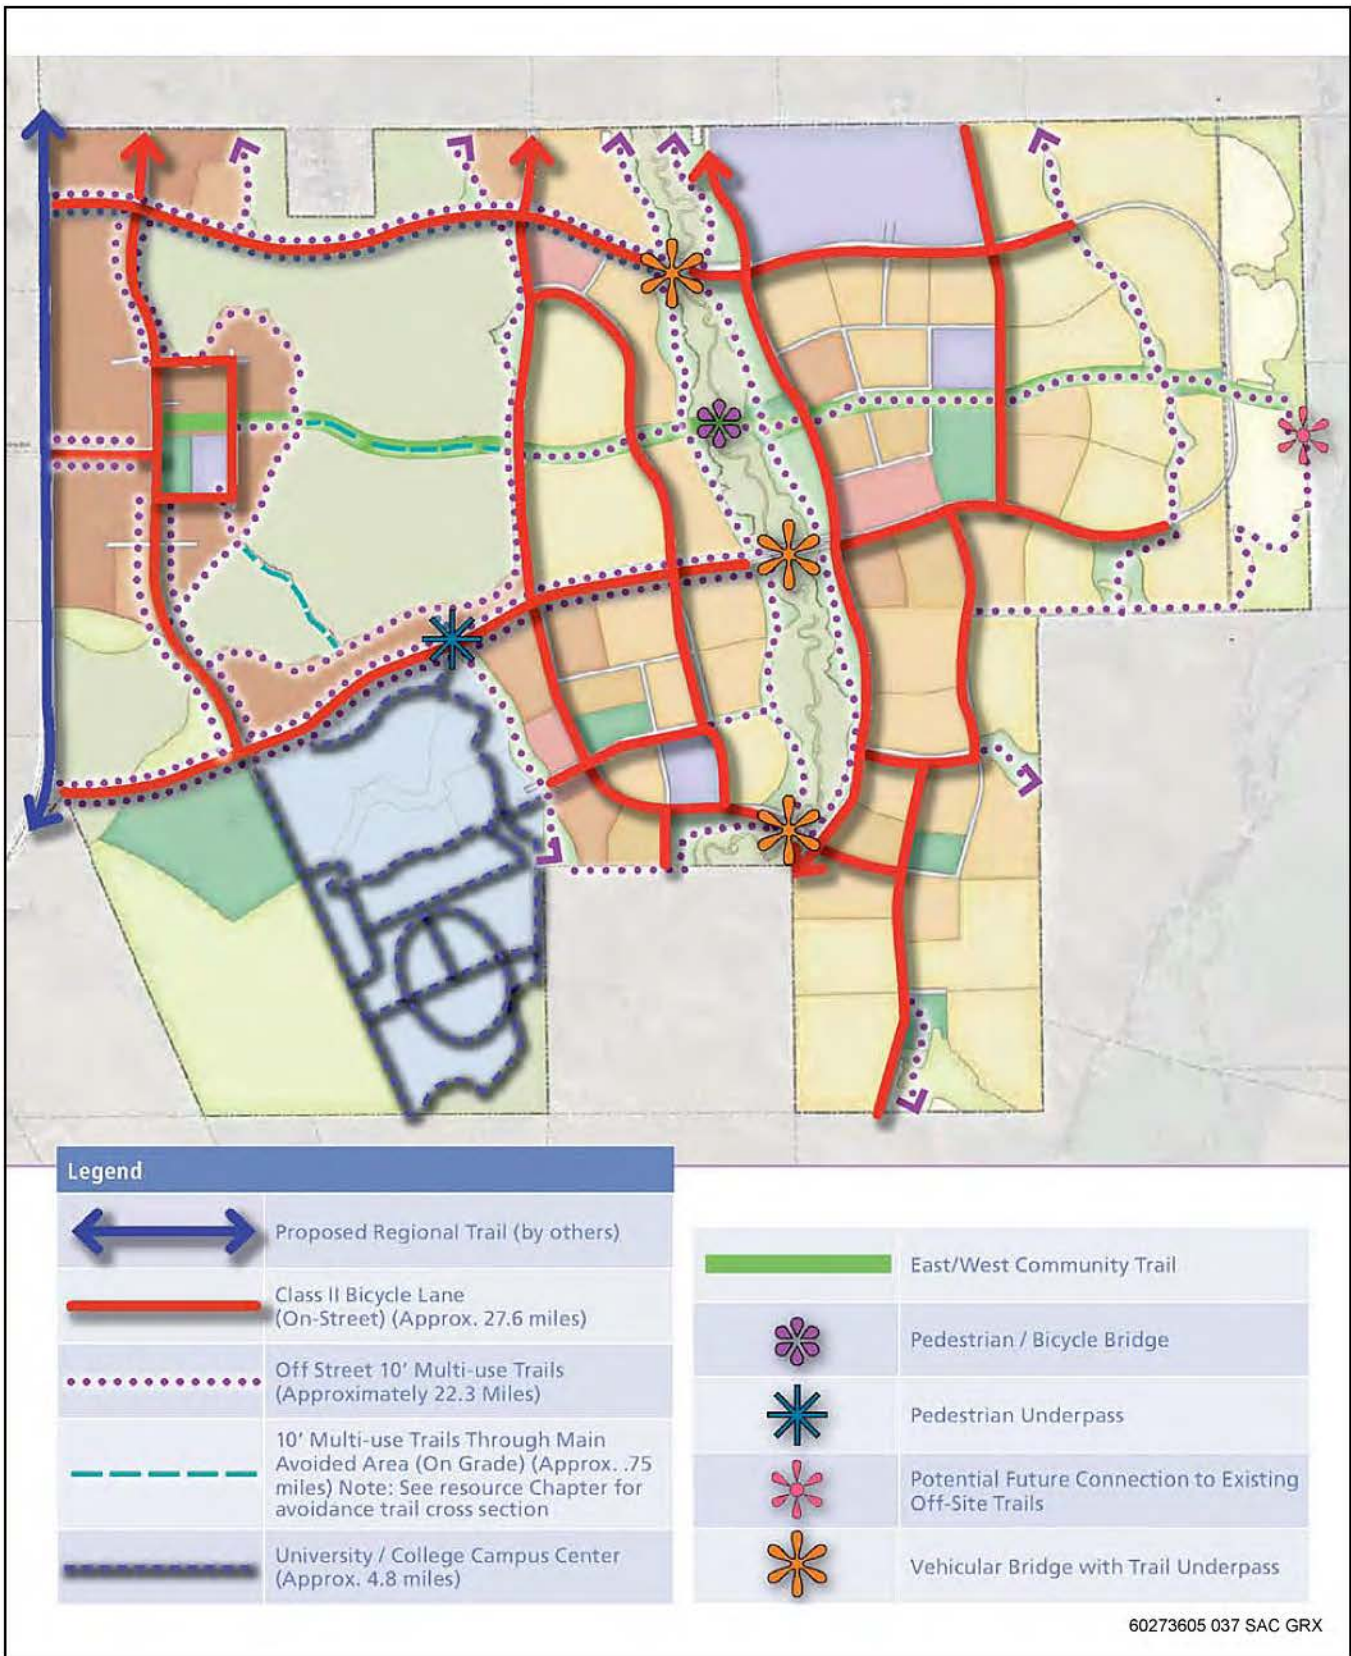 Legend
Proposed Regional Trail (by others)
Class II Bicycle Lane
(On-Street) (Approx. 27.6 miles)
Off Street 10' Multi-use Trails
(Approximately 22.3 Miles)
10' Multi-use Trails Through Main
Avoided Area (On Grade) (Approx. .75
miles) Note: See resource Chapter for
avoidance trail cross section
University / College Campus Center
(Approx. 4.8 miles)
East/West Community Trail
Pedestrian / Bicycle Bridge
Pedestrian Underpass
Potential Future Connection to Existing
Off-Site Trails
Vehicular Bridge with Trail Underpass
60273605 037 SAC GRX